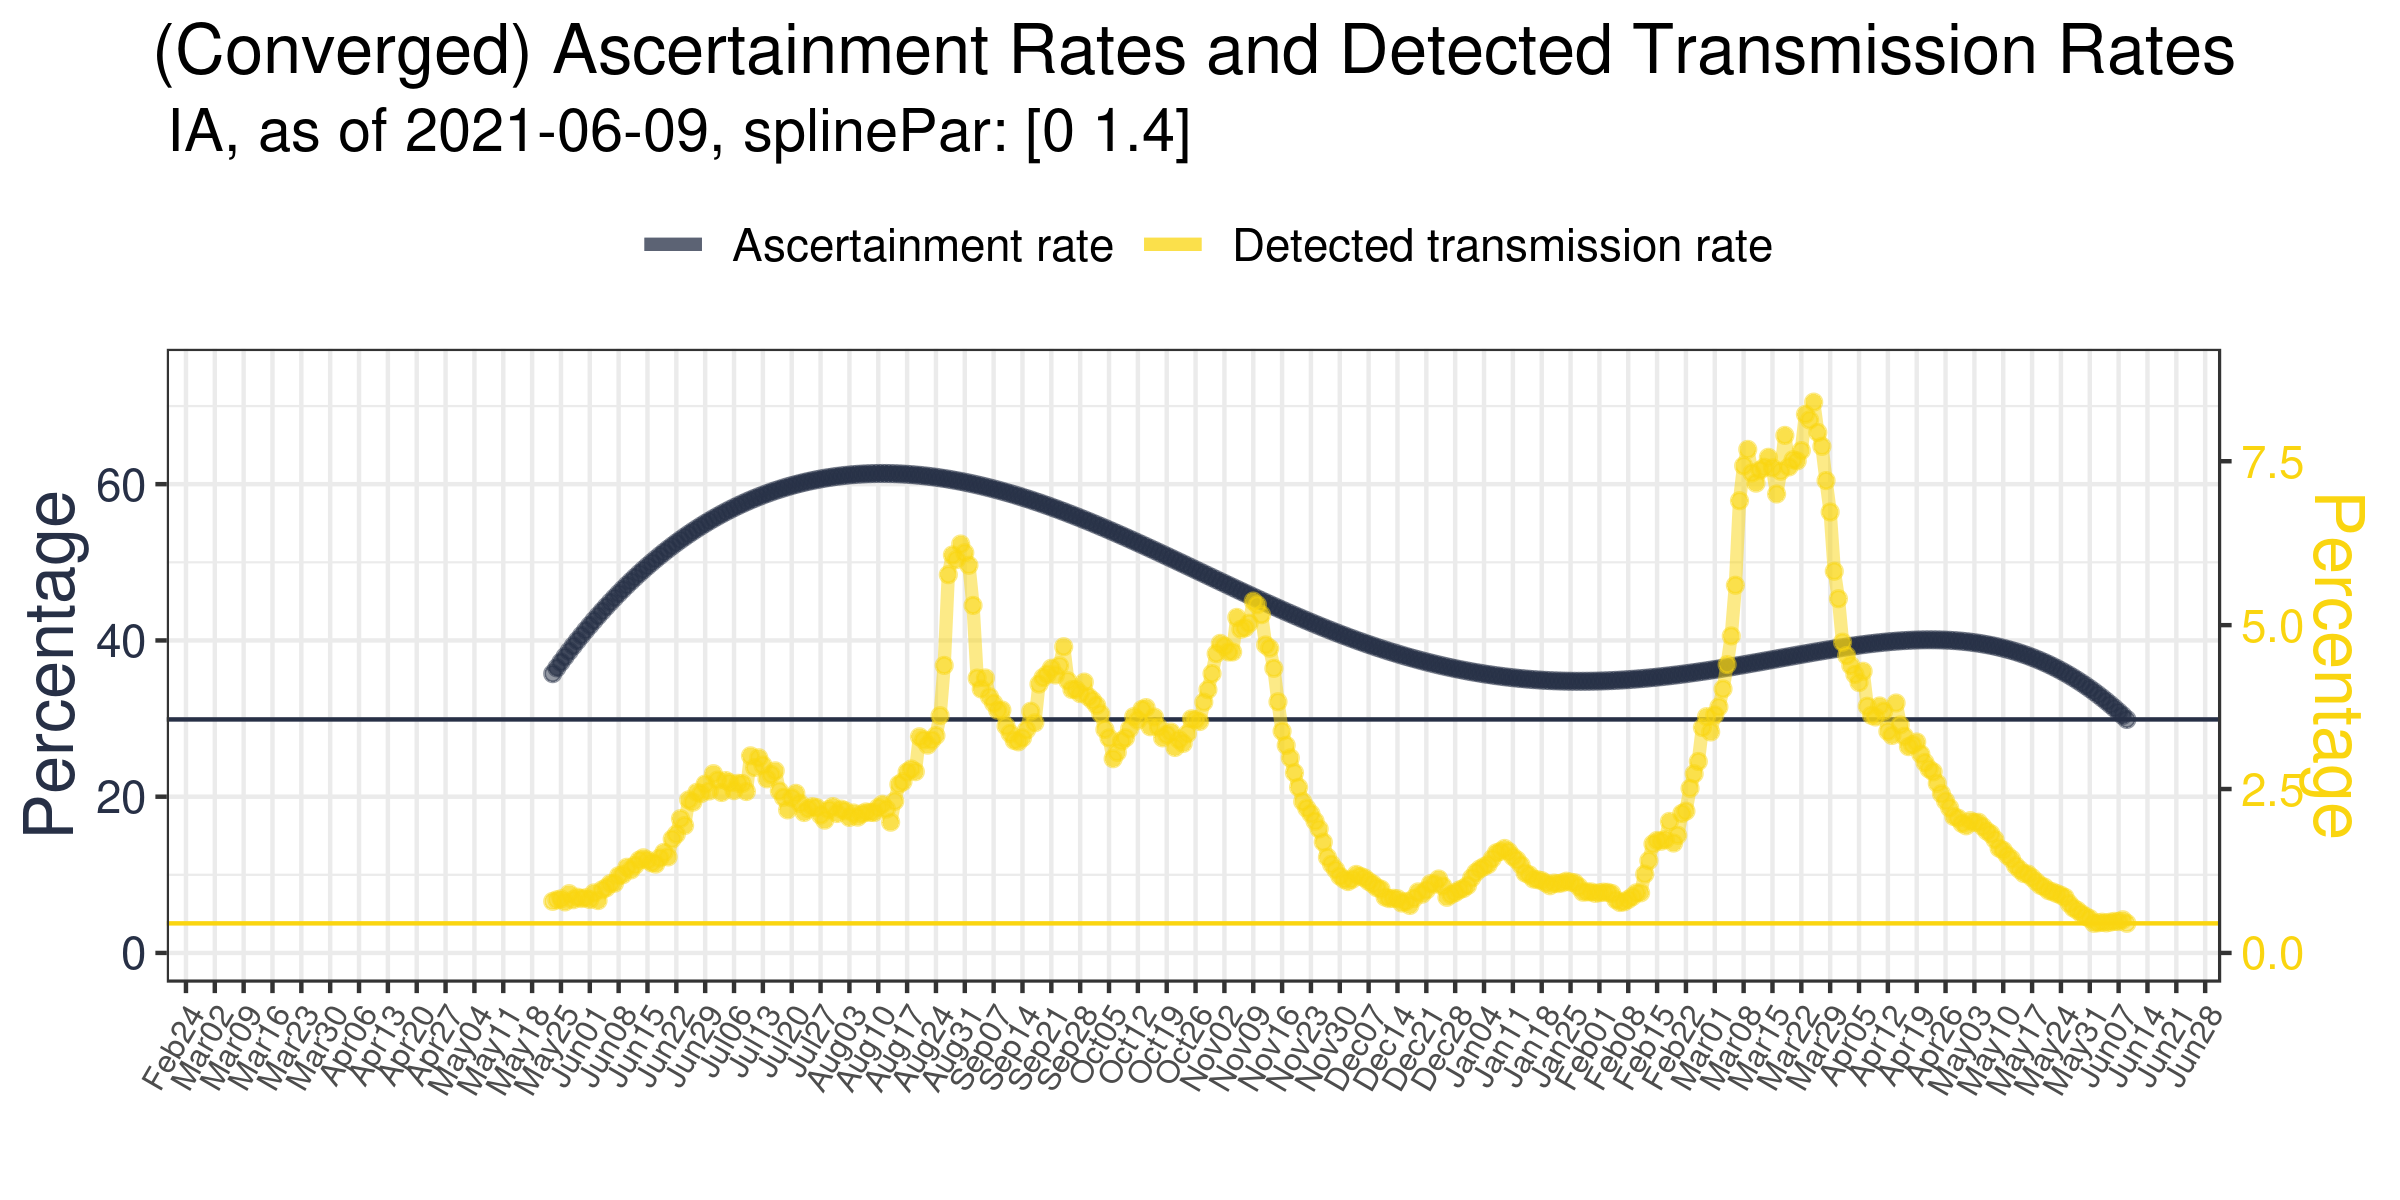 (Converged) Ascertainment Rates and Detected Transmission Rates
IA, as of 2021-06-09, splinePar: [0 1.4]
Ascertainment rate
Detected transmission rate
Percentage
60
40
20
0
7.5
5.0
2.5
0.0
Percentage
Feb24
Mar02
Mar09
Mar16
Mar23
Mar30
Apr06
Apr13
Apr20
Apr27
May04
May11
May18
May25
Jun01
Jun08
Jun15
Jun22
Jun29
Jul06
Jul13
Jul20
Jul27
Aug03
Aug10
Aug17
Aug24
Aug31
Sep07
Sep14
Sep21
Sep28
Oct05
Oct12
Oct19
Oct26
Nov02
Nov09
Nov16
Nov23
Nov30
Dec07
Dec14
Dec21
Dec28
Jan04
Jan11
Jan18
Jan25
Feb01
Feb08
Feb15
Feb22
Mar01
Mar08
Mar15
Mar22
Mar29
Apr05
Apr12
Apr19
Apr26
May03
May10
May17
May24
May31
Jun07
Jun14
Jun21
Jun28